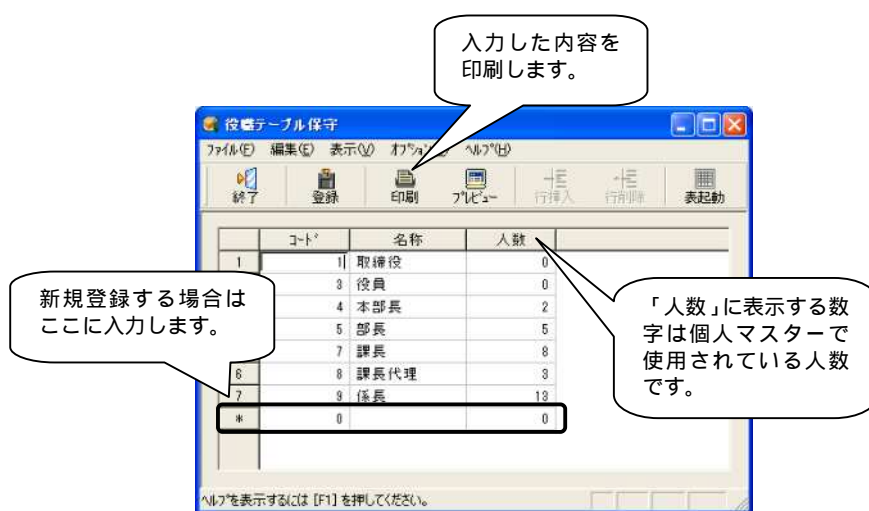 入力した内容を
印刷します。
役職テーブル保守
ファイル(F) 編集(E) 表示(V) オプション ヘルプ(H)
終了 登録 印刷 プレビュー 行挿入 行削除 表起動
コード 名称 人数
1 1 取締役 0
3 役員 0
4 本部長 2
5 部長 5
7 課長 8
6 8 課長代理 3
7 9 係長 13
* 0 0
新規登録する場合は
ここに入力します。
「人数」に表示する数
字は個人マスターで
使用されている人数
です。
ヘルプを表示するには [F1] を押してください。